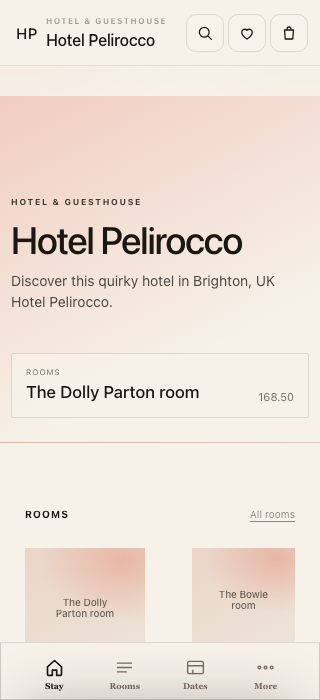 HP
HOTEL & GUESTHOUSE
Hotel Pelirocco
HOTEL & GUESTHOUSE
Hotel Pelirocco
Discover this quirky hotel in Brighton, UK
Hotel Pelirocco.
ROOMS
The Dolly Parton room
168.50
ROOMS
All rooms
The Dolly
Parton room
The Bowie
room
Stay
Rooms
Dates
More